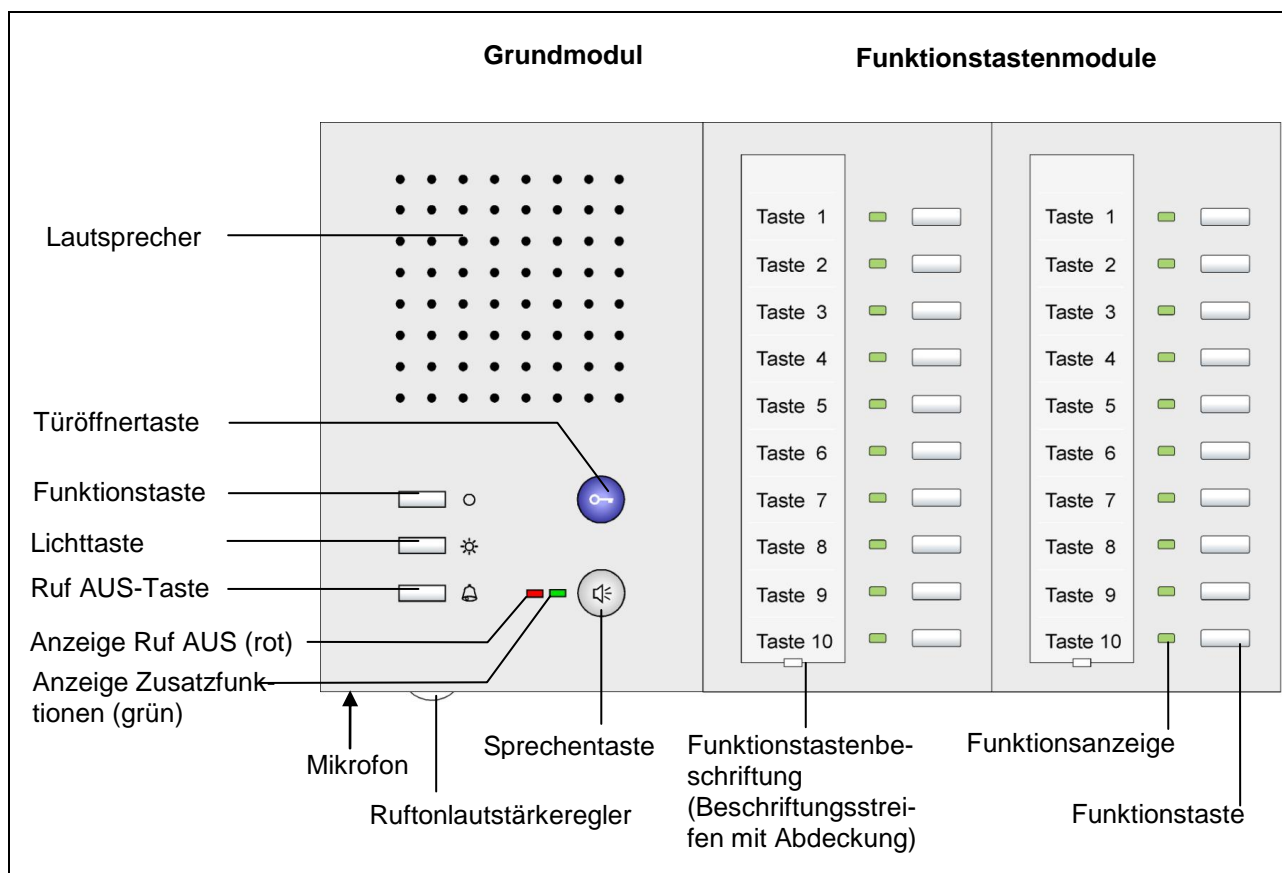 Grundmodul
Funktionstastenmodule
Lautsprecher
Türöffnertaste
Funktionstaste
Lichttaste
Ruf AUS-Taste
Anzeige Ruf AUS (rot)
Anzeige Zusatzfunk-
tionen (grün)
Mikrofon
Ruftonlautstärkeregler
Sprechentaste
Taste 1
Taste 2
Taste 3
Taste 4
Taste 5
Taste 6
Taste 7
Taste 8
Taste 9
Taste 10
Taste 1
Taste 2
Taste 3
Taste 4
Taste 5
Taste 6
Taste 7
Taste 8
Taste 9
Taste 10
Funktionstastenbe-
schriftung
(Beschriftungsstrei-
fen mit Abdeckung)
Funktionsanzeige
Funktionstaste